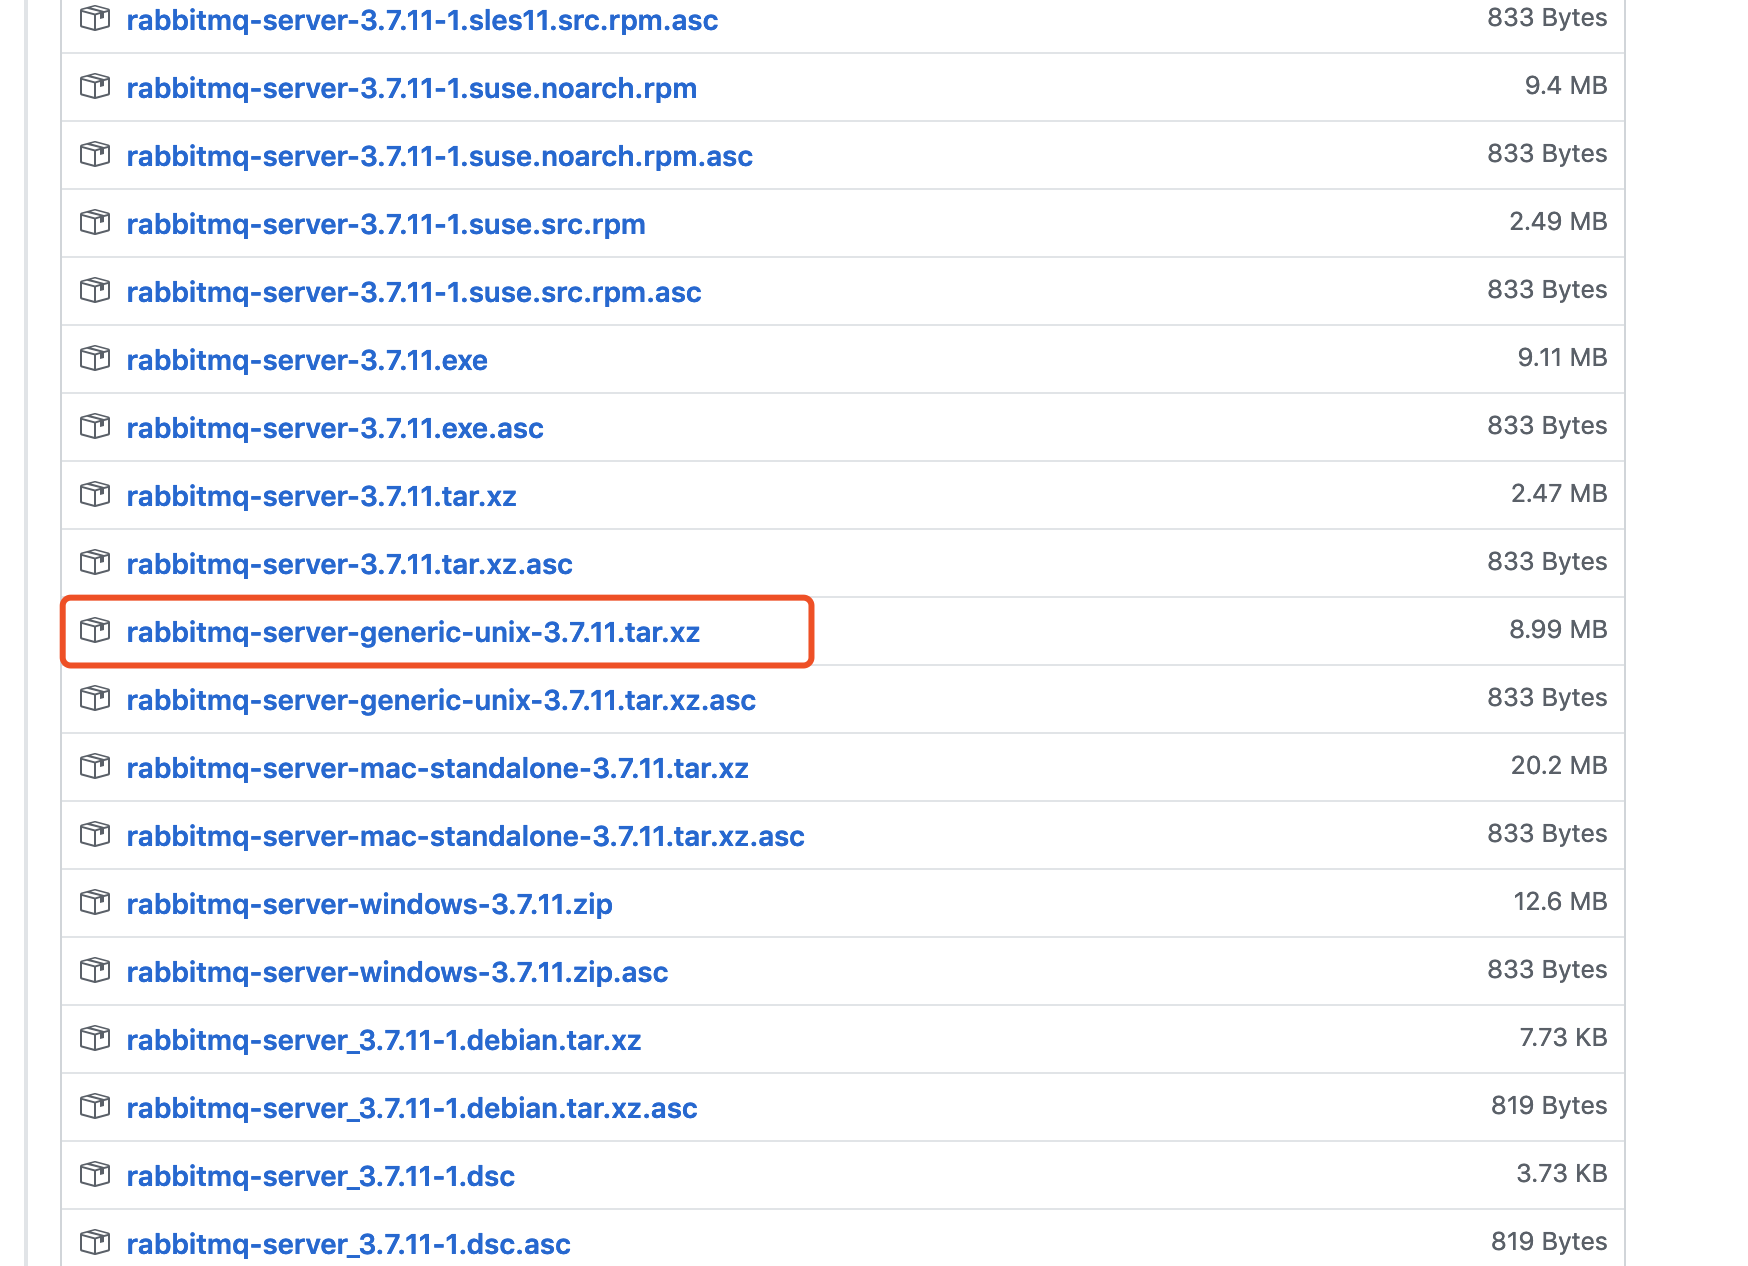 rabbitmq-server-3.7.11-1.sles11.src.rpm.asc 833 Bytes
rabbitmq-server-3.7.11-1.suse.noarch.rpm 9.4 MB
rabbitmq-server-3.7.11-1.suse.noarch.rpm.asc 833 Bytes
rabbitmq-server-3.7.11-1.suse.src.rpm 2.49 MB
rabbitmq-server-3.7.11-1.suse.src.rpm.asc 833 Bytes
rabbitmq-server-3.7.11.exe 9.11 MB
rabbitmq-server-3.7.11.exe.asc 833 Bytes
rabbitmq-server-3.7.11.tar.xz 2.47 MB
rabbitmq-server-3.7.11.tar.xz.asc 833 Bytes
rabbitmq-server-generic-unix-3.7.11.tar.xz 8.99 MB
rabbitmq-server-generic-unix-3.7.11.tar.xz.asc 833 Bytes
rabbitmq-server-mac-standalone-3.7.11.tar.xz 20.2 MB
rabbitmq-server-mac-standalone-3.7.11.tar.xz.asc 833 Bytes
rabbitmq-server-windows-3.7.11.zip 12.6 MB
rabbitmq-server-windows-3.7.11.zip.asc 833 Bytes
rabbitmq-server_3.7.11-1.debian.tar.xz 7.73 KB
rabbitmq-server_3.7.11-1.debian.tar.xz.asc 819 Bytes
rabbitmq-server_3.7.11-1.dsc 3.73 KB
rabbitmq-server_3.7.11-1.dsc.asc 819 Bytes